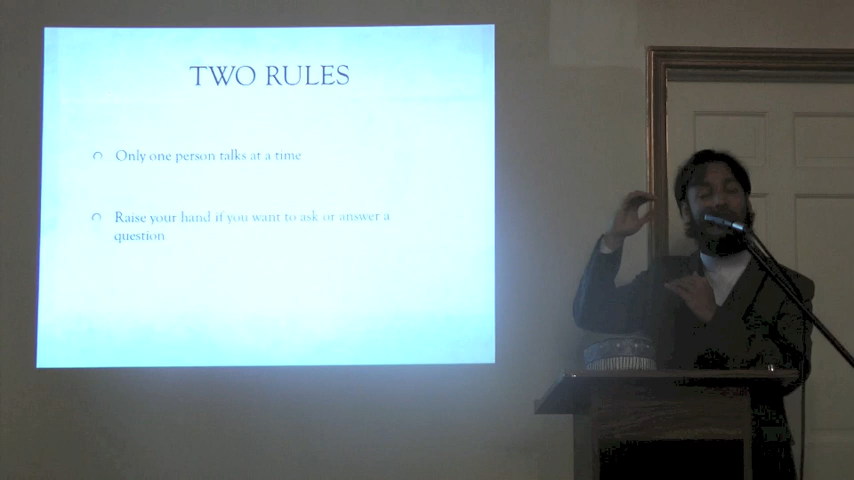 TWO RULES
Only one person talks at a time
Raise your hand if you want to ask or answer a
question